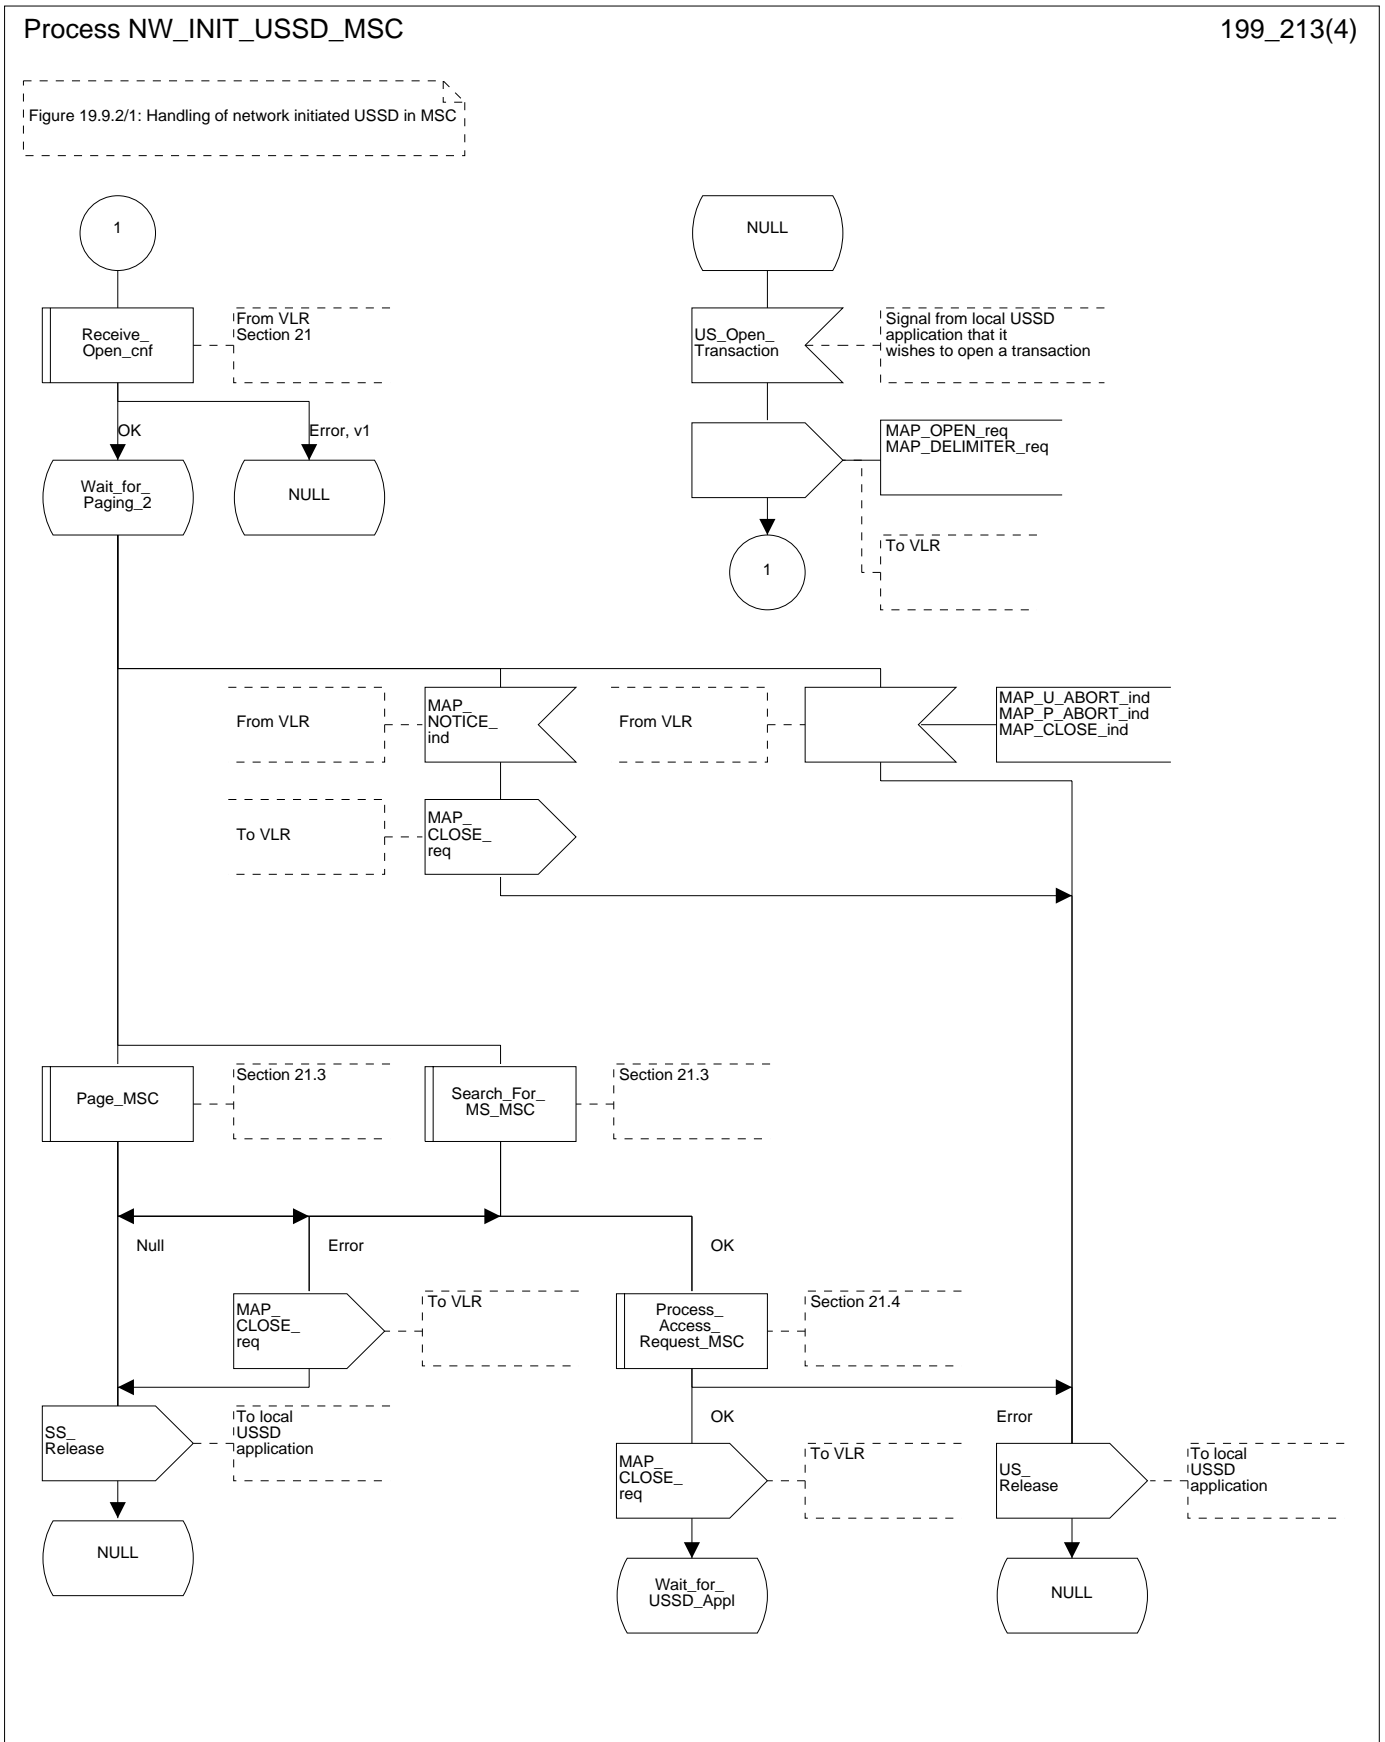 Process NW_INIT_USSD_MSC
199_213(4)
Figure 19.9.2/1: Handling of network initiated USSD in MSC
1
NULL
Receive_
Open_cnf
From VLR
Section 21
US_Open_
Transaction
Signal from local USSD
application that it
wishes to open a transaction
OK
Error, v1
MAP_OPEN_req
MAP_DELIMITER_req
Wait_for_
Paging_2
NULL
To VLR
1
From VLR
MAP_
NOTICE_
ind
From VLR
MAP_U_ABORT_ind
MAP_P_ABORT_ind
MAP_CLOSE_ind
To VLR
MAP_
CLOSE_
req
Page_MSC
Section 21.3
Search_For_
MS_MSC
Section 21.3
Null
Error
OK
MAP_
CLOSE_
req
To VLR
Process_
Access_
Request_MSC
Section 21.4
SS_
Release
To local
USSD
application
OK
Error
MAP_
CLOSE_
req
To VLR
US_
Release
To local
USSD
application
NULL
Wait_for_
USSD_Appl
NULL